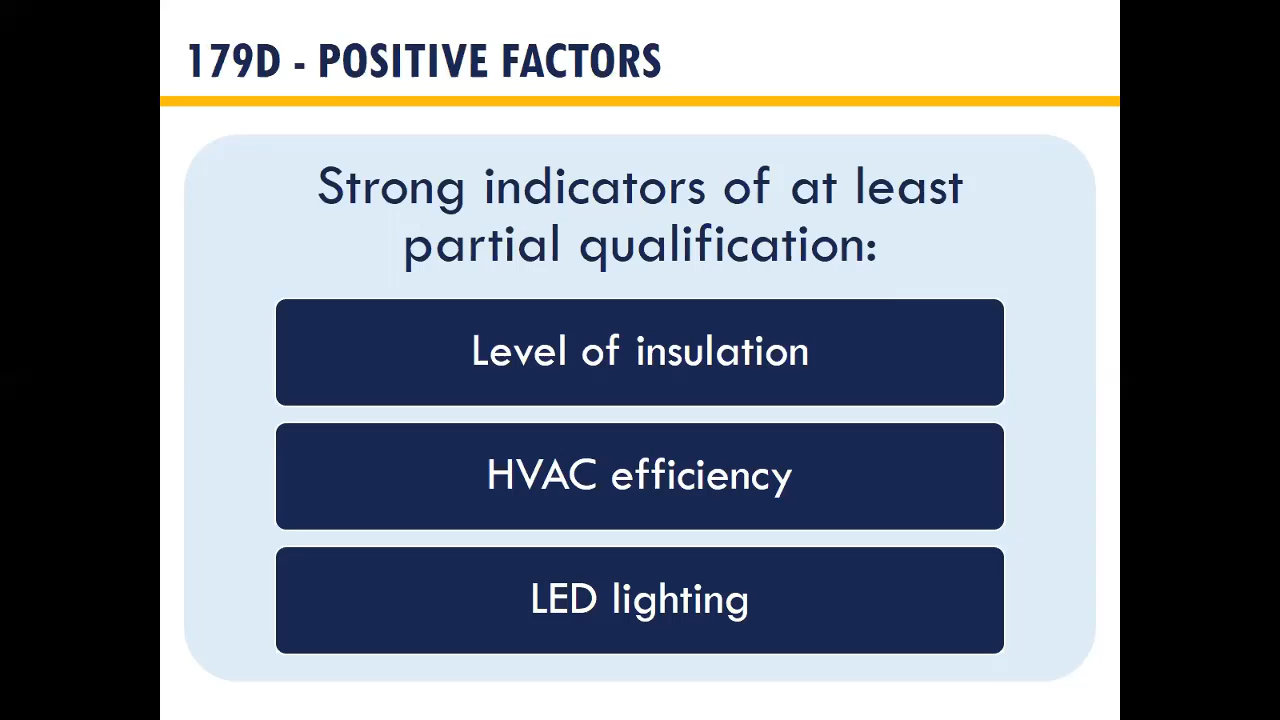 179D - POSITIVE FACTORS
Strong indicators of at least
partial qualification:
Level of insulation
HVAC efficiency
LED lighting